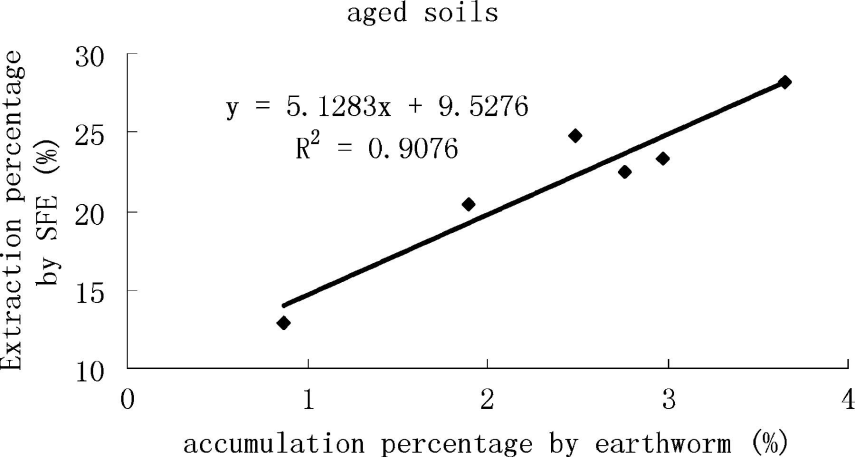 aged soils
Extraction percentage
by SFE (%)
30
25
20
15
10
y = 5.1283x + 9.5276
R² = 0.9076
0 1 2 3 4
accumulation percentage by earthworm (%)